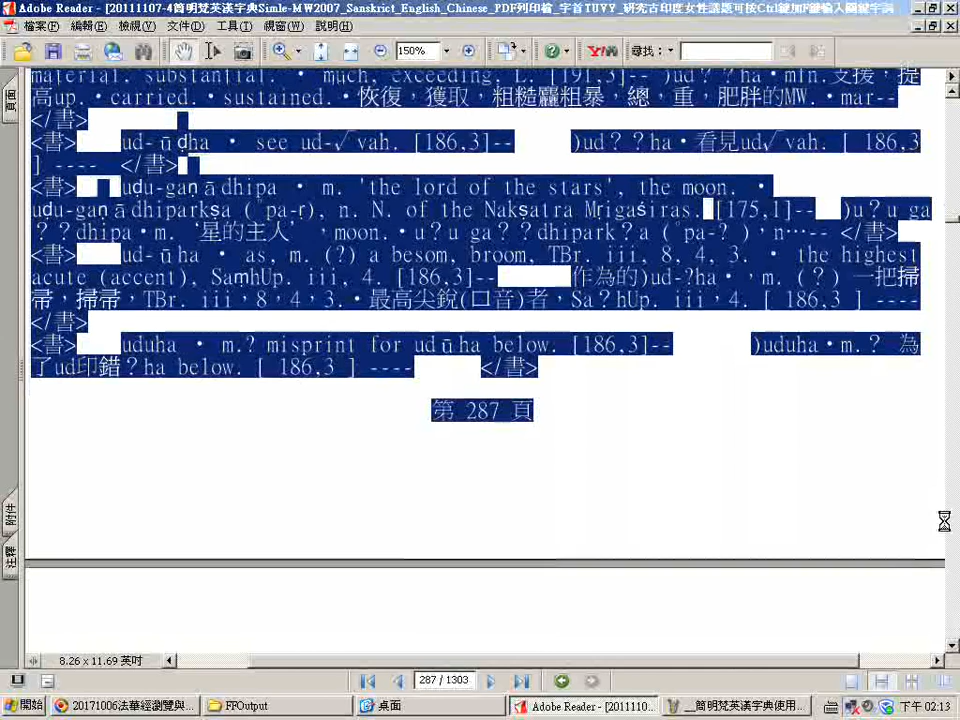 Adobe Reader - [20111107-4簡明梵英漢字典Simle-MW2007_Sanskrict_English_Chinese_PDF列印檔_字首TUVY_研究古印度女性議題可按Ctrl鍵加F鍵輸入關鍵字詞
檔案(F) 編輯(E) 檢視(V) 文件(D) 工具(T) 視窗(W) 說明(H)
150% 尋找:
頁面
material. substantial. • much, exceeding. L. [191,3]-- )ud??ha•mfn.支援，提
高up.•carried.•sustained.•恢復，獲取，粗糙龘粗暴，總，重 肥胖的MW.•mar--
</書>
<書> ud-ūḍha • see ud-√vah. [186,3]-- )ud??ha•看見ud√vah. [ 186,3
] ---- </書>
<書> uḍu-gaṇādhipa • m. 'the lord of the stars', the moon. •
uḍu-gaṇādhiparkṣa (°pa-ṛ), n. N. of the Nakṣatra Mṛigaśiras. [175,1]-- )u?u ga
??dhipa•m ‘星的主人’，moon.•u?u ga??dhipark?a (°pa-? )，n…-- </書>
<書> ud-ūha • as, m. (?) a besom, broom, TBr. iii, 8, 4, 3. • the highest
acute (accent), SaṃhUp. iii, 4. [186,3]-- 作為的)ud-?ha•，m.(?) 一把掃
帚，掃帚，TBr. iii，8，4，3.•最高尖銳(口音)者，Sa?hUp. iii，4. [ 186,3 ] ----
</書>
<書> uduha • m.? misprint for udūha below. [186,3]-- )uduha•m.? 為
了ud印錯？ha below. [ 186,3 ] ---- </書>
第 287 頁
附件
注釋
8.26 x 11.69 英吋
287 / 1303
開始 20171006法華經瀏覽與... FFOutput 桌面 Adobe Reader - [2011110... __簡明梵英漢字典使用... 下午 02:13